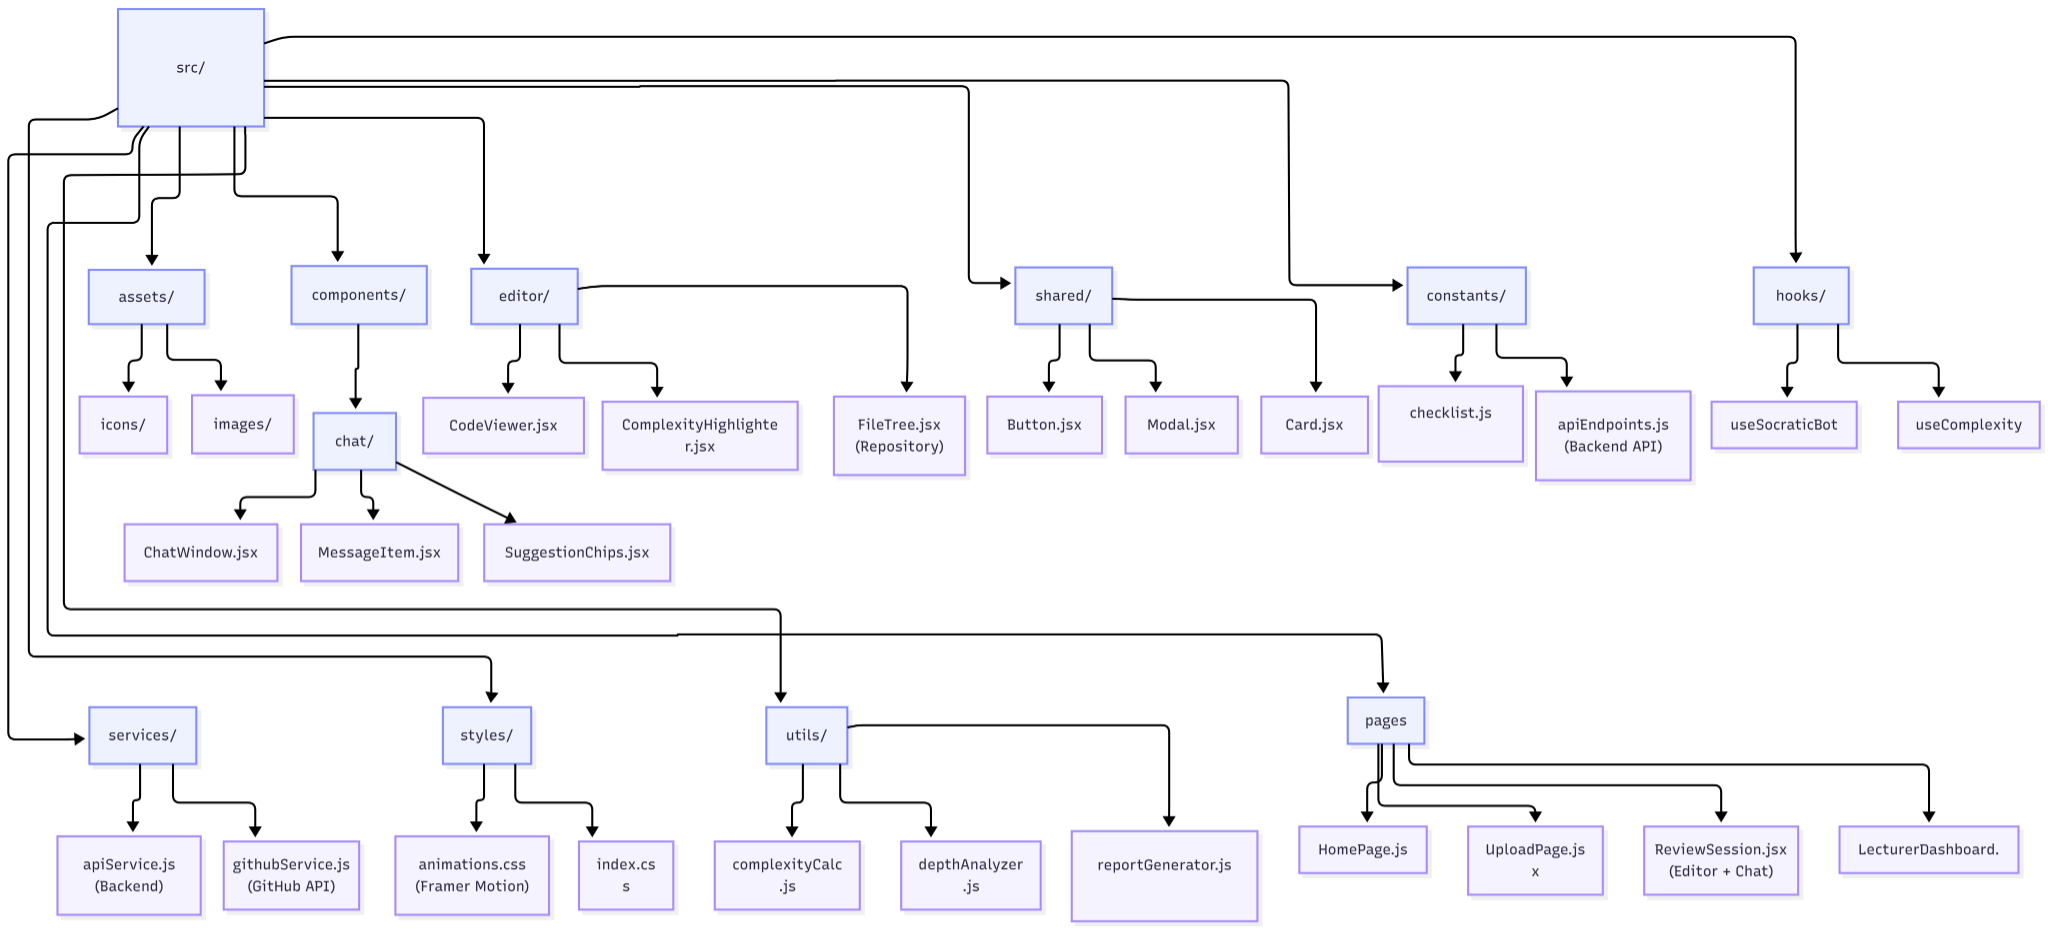 src/
assets/
components/
editor/
shared/
constants/
hooks/
icons/
images/
chat/
CodeViewer.jsx
ComplexityHighlighte
r.jsx
FileTree.jsx
(Repository)
Button.jsx
Modal.jsx
Card.jsx
checklist.js
apiEndpoints.js
(Backend API)
useSocraticBot
useComplexity
ChatWindow.jsx
MessageItem.jsx
SuggestionChips.jsx
services/
styles/
utils/
pages
apiService.js
(Backend)
githubService.js
(GitHub API)
animations.css
(Framer Motion)
index.cs
s
complexityCalc
.js
depthAnalyzer
.js
reportGenerator.js
HomePage.js
UploadPage.js
x
ReviewSession.jsx
(Editor + Chat)
LecturerDashboard.